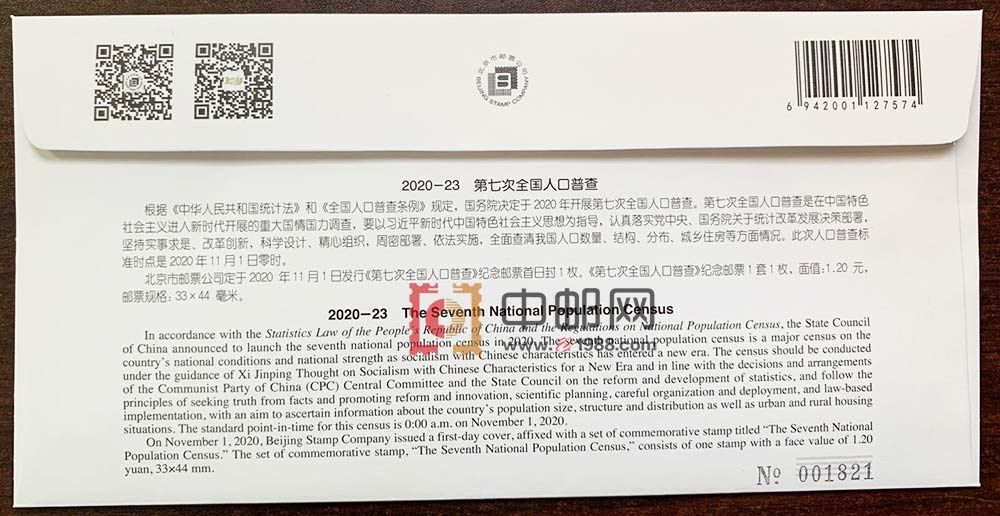 北京市邮票公司
BEIJING STAMP COMPANY
6 942001 127574
2020-23 第七次全国人口普查
根据《中华人民共和国统计法》和《全国人口普查条例》规定，国务院决定于2020年开展第七次全国人口普查。第七次全国人口普查是在中国特色
社会主义进入新时代开展的重大国情国力调查，要以习近平新时代中国特色社会主义思想为指导，认真落实党中央、国务院关于统计改革发展决策部署，
坚持实事求是、改革创新，科学设计、精心组织，周密部署、依法实施，全面查清我国人口数量、结构、分布、城乡住房等方面情况。此次人口普查标
准时点是2020年11月1日零时。
北京市邮票公司定于2020 年11月1日发行《第七次全国人口普查》纪念邮票首日封1枚。《第七次全国人口普查》纪念邮票1套1枚，面值:1.20 元，
邮票规格: 33×44 毫米。
中邮网
www.e1988.com
2020-23 The Seventh National Population Census
In accordance with the Statistics Law of the People's Republic of China and the Regulations on National Population Census, the State Council
of China announced to launch the seventh national population census in 2020. The seventh national population census is a major census on the
country's national conditions and national strength as socialism with Chinese characteristics has entered a new era. The census should be conducted
under the guidance of Xi Jinping Thought on Socialism with Chinese Characteristics for a New Era and in line with the decisions and arrangements
of the Communist Party of China (CPC) Central Committee and the State Council on the reform and development of statistics, and follow the
principles of seeking truth from facts and promoting reform and innovation, scientific planning, careful organization and deployment, and law-based
implementation, with an aim to ascertain information about the country's population size, structure and distribution as well as urban and rural housing
situations. The standard point-in-time for this census is 0:00 a.m. on November 1, 2020.
On November 1, 2020, Beijing Stamp Company issued a first-day cover, affixed with a set of commemorative stamp titled "The Seventh National
Population Census." The set of commemorative stamp, "The Seventh National Population Census," consists of one stamp with a face value of 1.20
yuan, 33×44 mm.
№ 001821